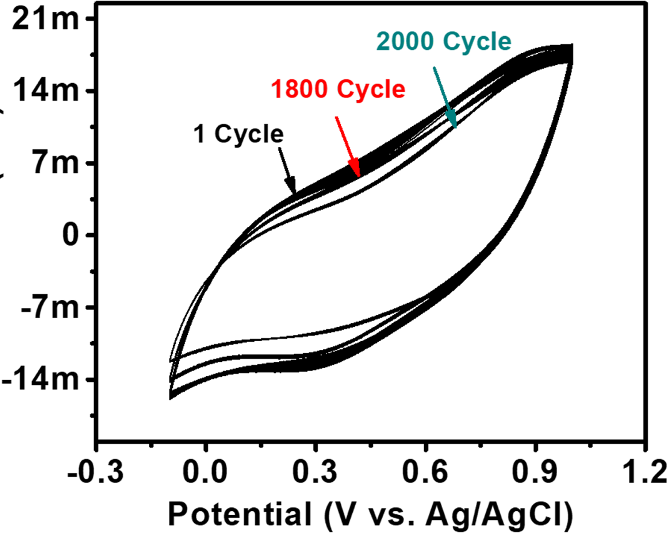 21m
14m
7m
0
-7m
-14m
2000 Cycle
1800 Cycle
1 Cycle
-0.3 0.0 0.3 0.6 0.9 1.2
Potential (V vs. Ag/AgCl)